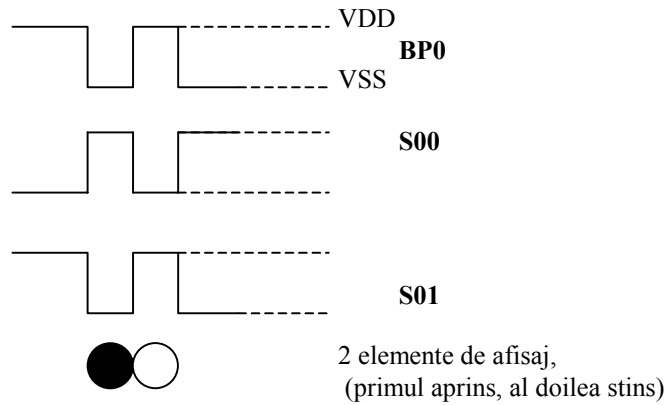 VDD
BP0
VSS
S00
S01
2 elemente de afisaj,
(primul aprins, al doilea stins)